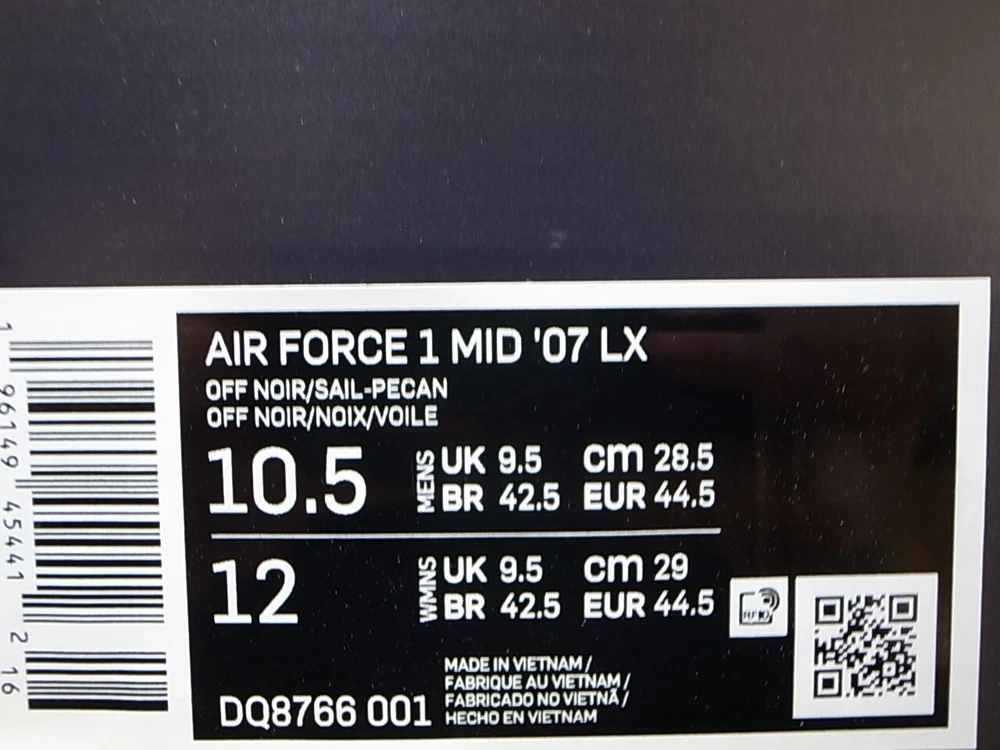 AIR FORCE 1 MID '07 LX
OFF NOIR/SAIL-PECAN
OFF NOIR/NOIX/VOILE
10.5
MENS
UK 9.5 cm 28.5
BR 42.5 EUR 44.5
12
WMNS
UK 9.5 cm 29
BR 42.5 EUR 44.5
RFID
DQ8766 001
MADE IN VIETNAM /
FABRIQUE AU VIETNAM /
FABRICADO NO VIETNÃ /
HECHO EN VIETNAM
1 96149 45441 2 16